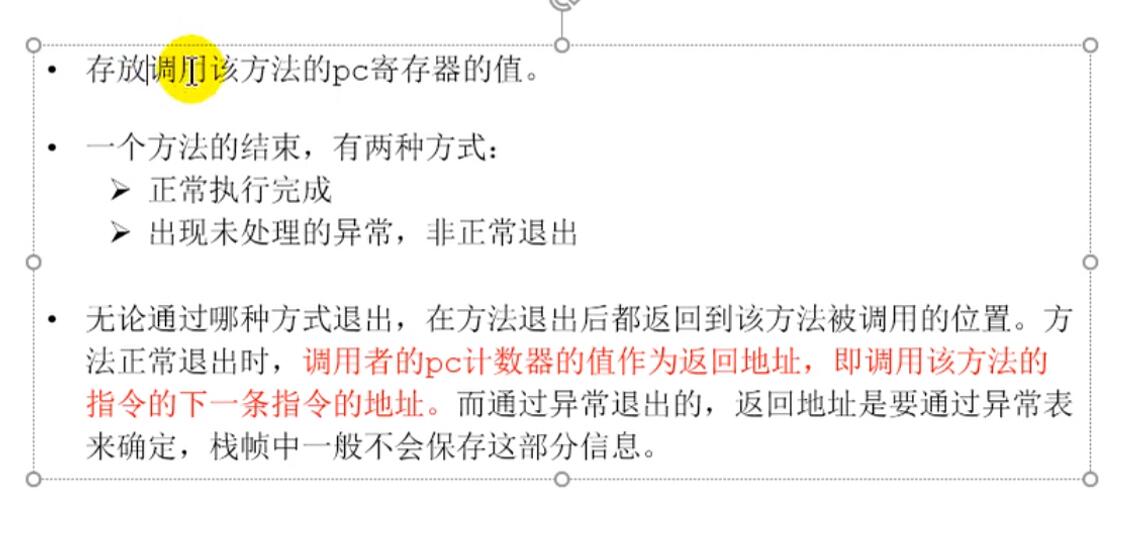 • 存放调用该方法的pc寄存器的值。
• 一个方法的结束，有两种方式：
➢ 正常执行完成
➢ 出现未处理的异常，非正常退出
• 无论通过哪种方式退出，在方法退出后都返回到该方法被调用的位置。方
法正常退出时，调用者的pc计数器的值作为返回地址，即调用该方法的
指令的下一条指令的地址。而通过异常退出的，返回地址是要通过异常表
来确定，栈帧中一般不会保存这部分信息。